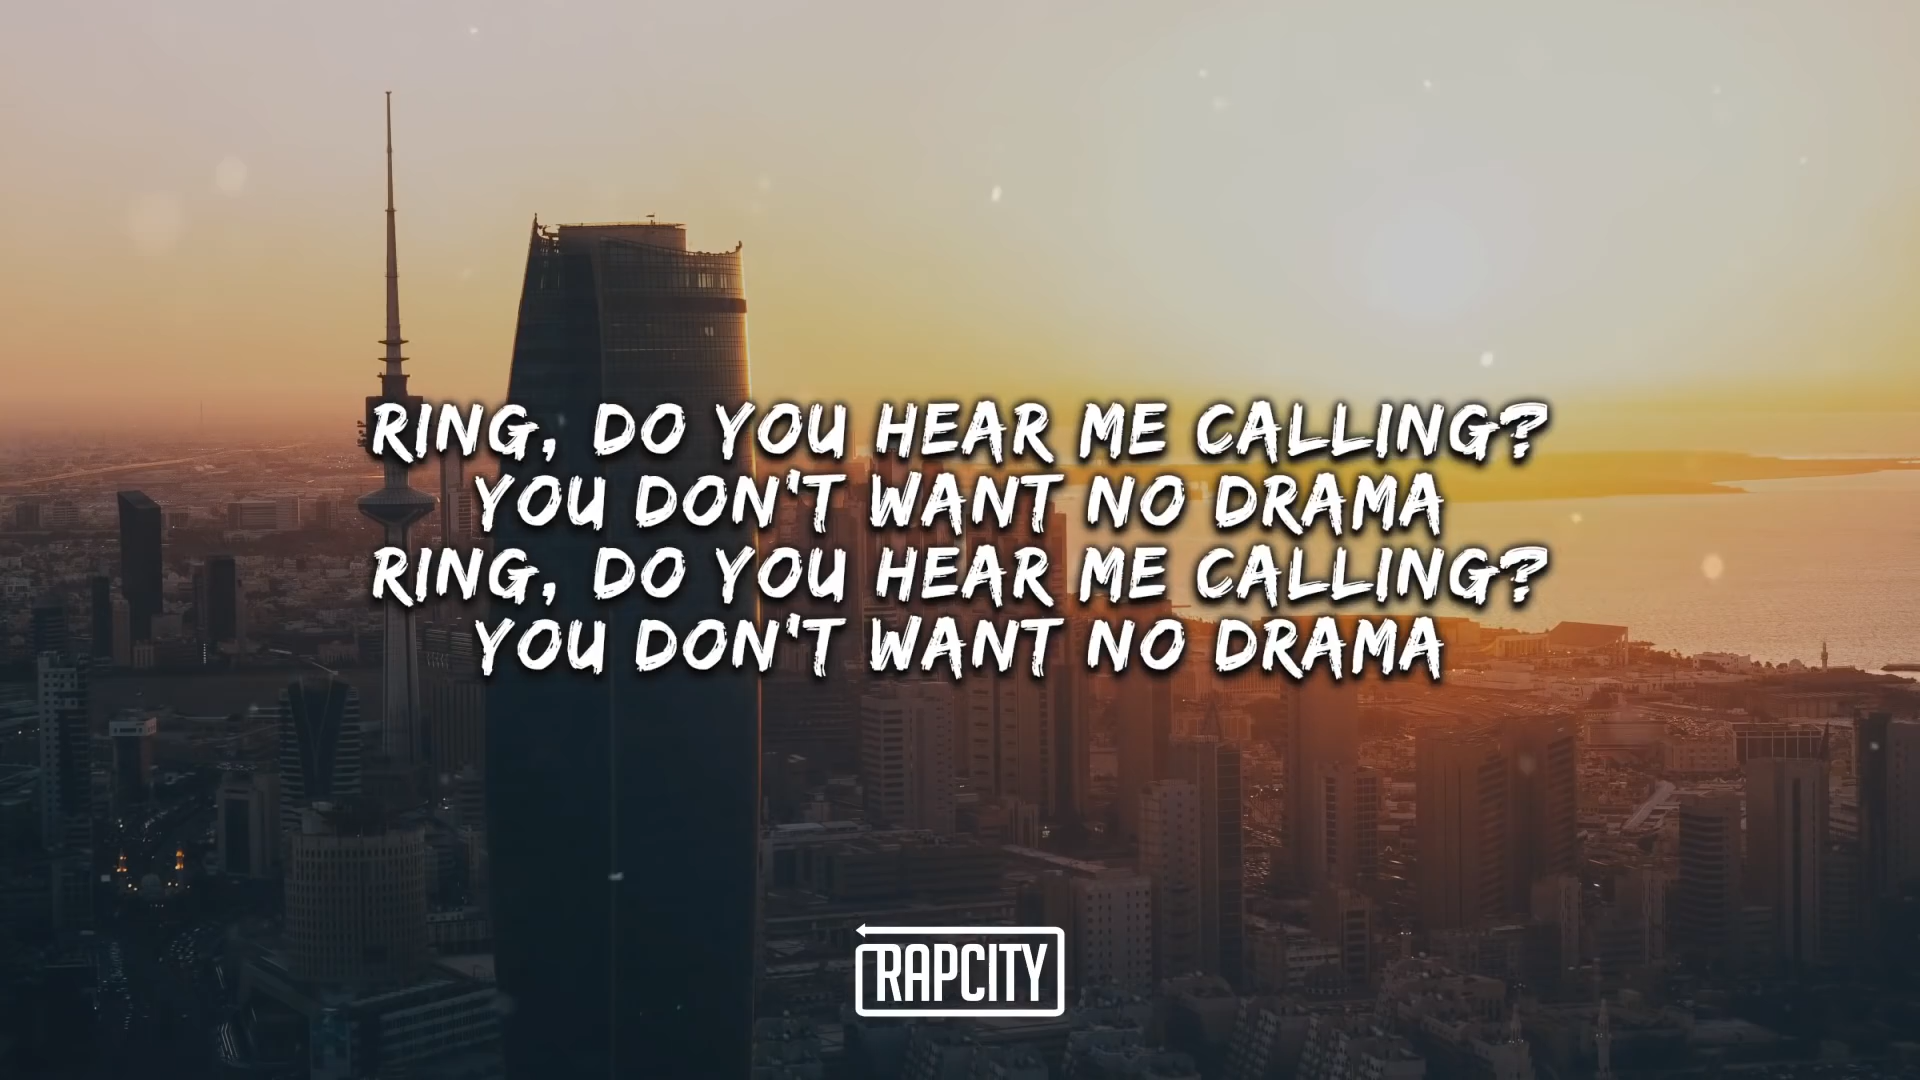 RING, DO YOU HEAR ME CALLING?
YOU DON'T WANT NO DRAMA
RING, DO YOU HEAR ME CALLING?
YOU DON'T WANT NO DRAMA
RAPCITY